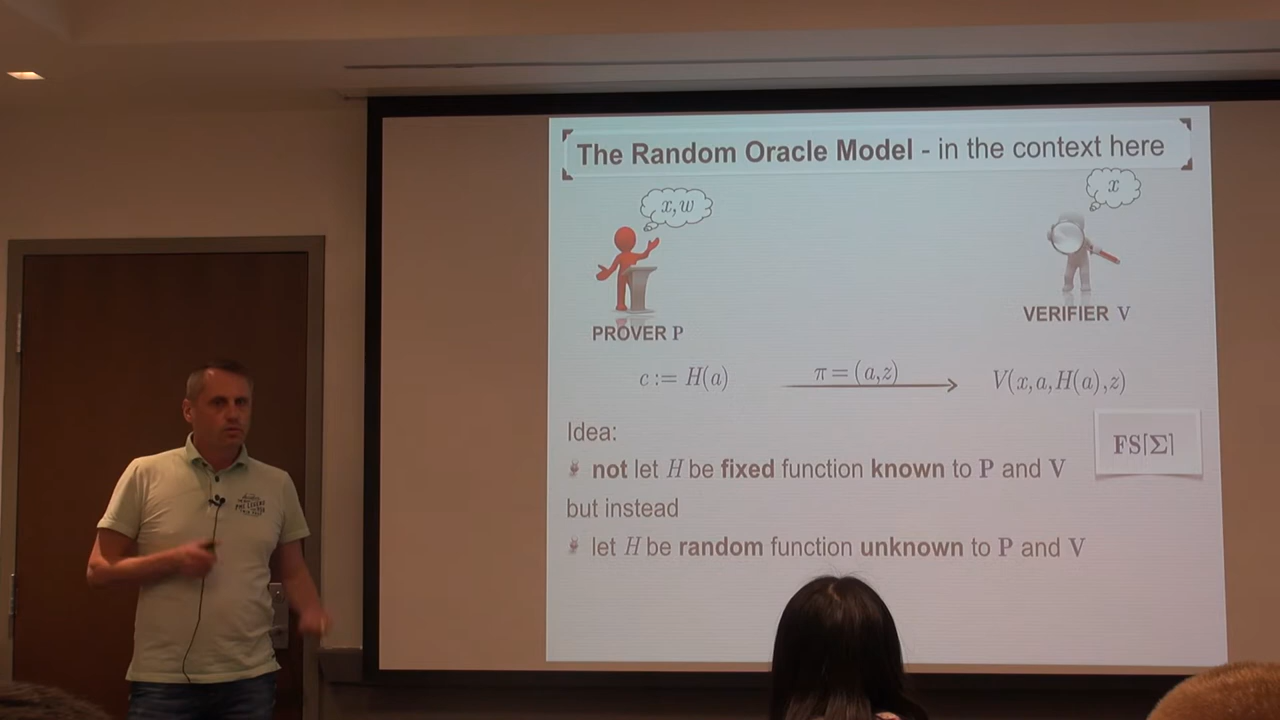 The Random Oracle Model - in the context here
x, w
x
PROVER P
VERIFIER V
c := H(a)
π = (a,z)
V(x,a,H(a),z)
Idea:
FS[Σ]
not let H be fixed function known to P and V
but instead
let H be random function unknown to P and V